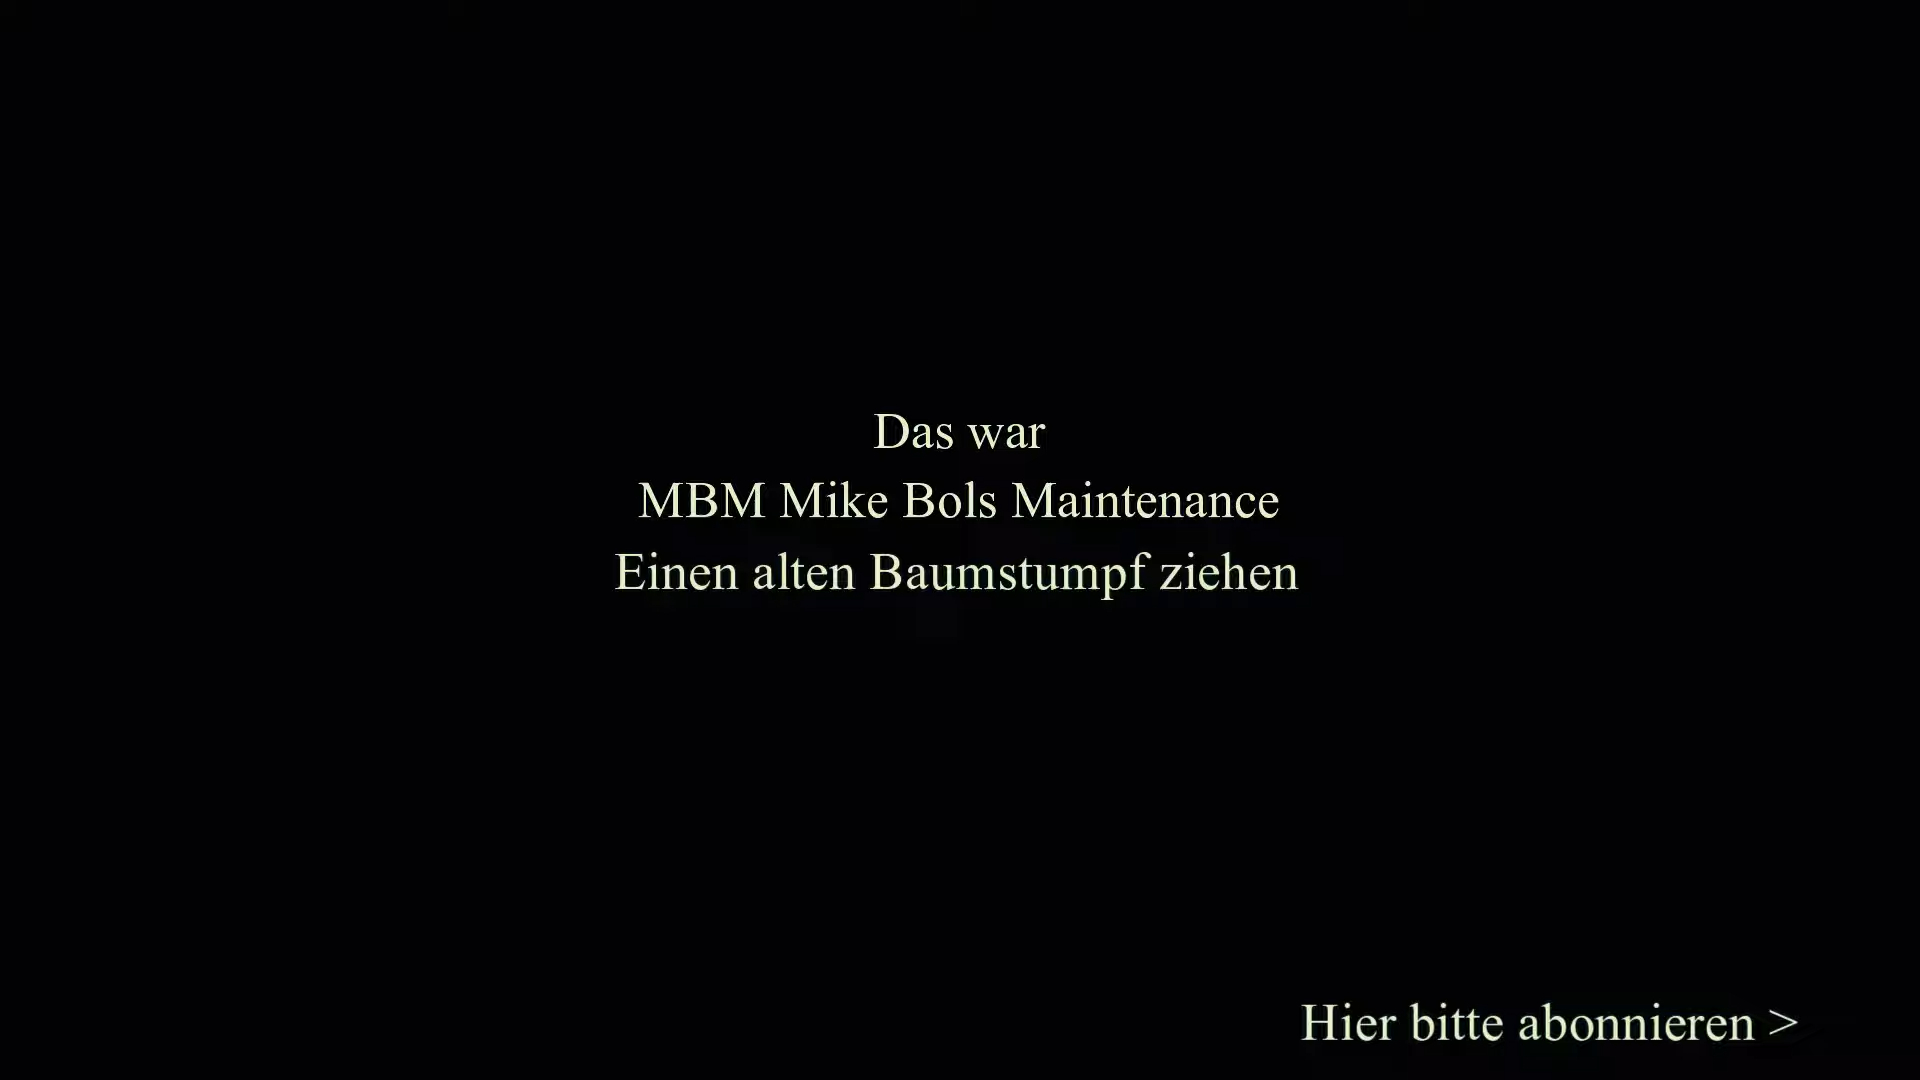 Das war
MBM Mike Bols Maintenance
Einen alten Baumstumpf ziehen
Hier bitte abonnieren >